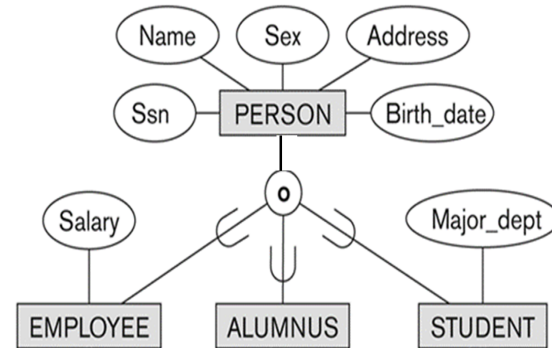 Name Sex Address
Ssn PERSON Birth_date
o
Salary Major_dept
EMPLOYEE ALUMNUS STUDENT